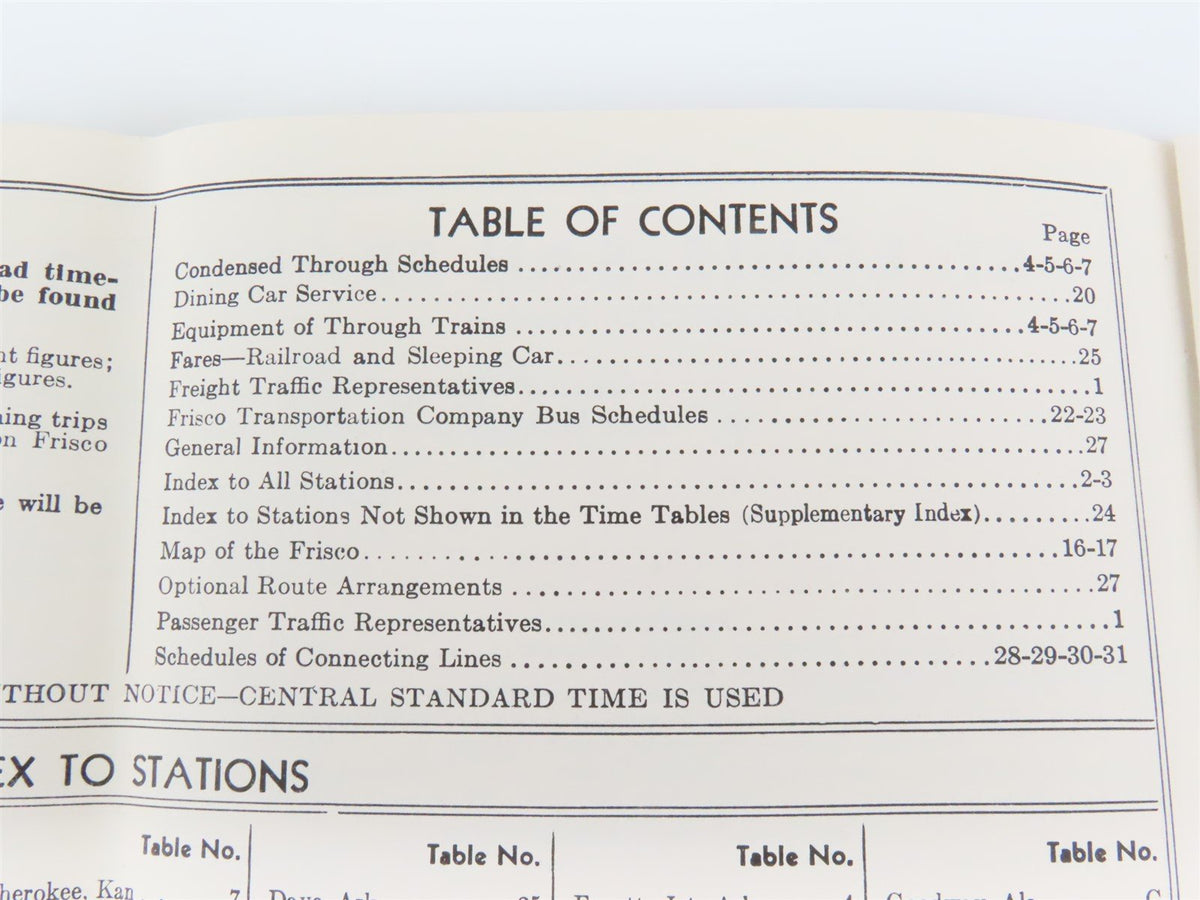 TABLE OF CONTENTS
Page
Condensed Through Schedules ........................................4-5-6-7
Dining Car Service........................................20
Equipment of Through Trains ........................................4-5-6-7
Fares—Railroad and Sleeping Car........................................25
Freight Traffic Representatives........................................1
Frisco Transportation Company Bus Schedules ........................................22-23
General Information........................................27
Index to All Stations........................................2-3
Index to Stations Not Shown in the Time Tables (Supplementary Index).........24
Map of the Frisco........................................16-17
Optional Route Arrangements ........................................27
Passenger Traffic Representatives........................................1
Schedules of Connecting Lines ........................................28-29-30-31
ad time-
be found
nt figures;
igures.
ning trips
on Frisco
e will be
THOUT NOTICE—CENTRAL STANDARD TIME IS USED
EX TO STATIONS
Table No. Table No. Table No. Table No.
herokee, Kan 7